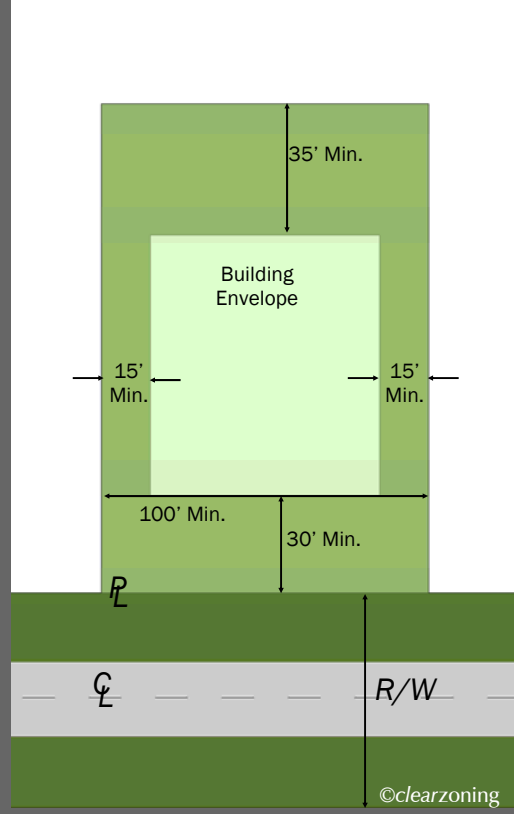 35’ Min.
Building
Envelope
15’
Min.
15’
Min.
100’ Min.
30’ Min.
PL
CL
R/W
©clearzoning